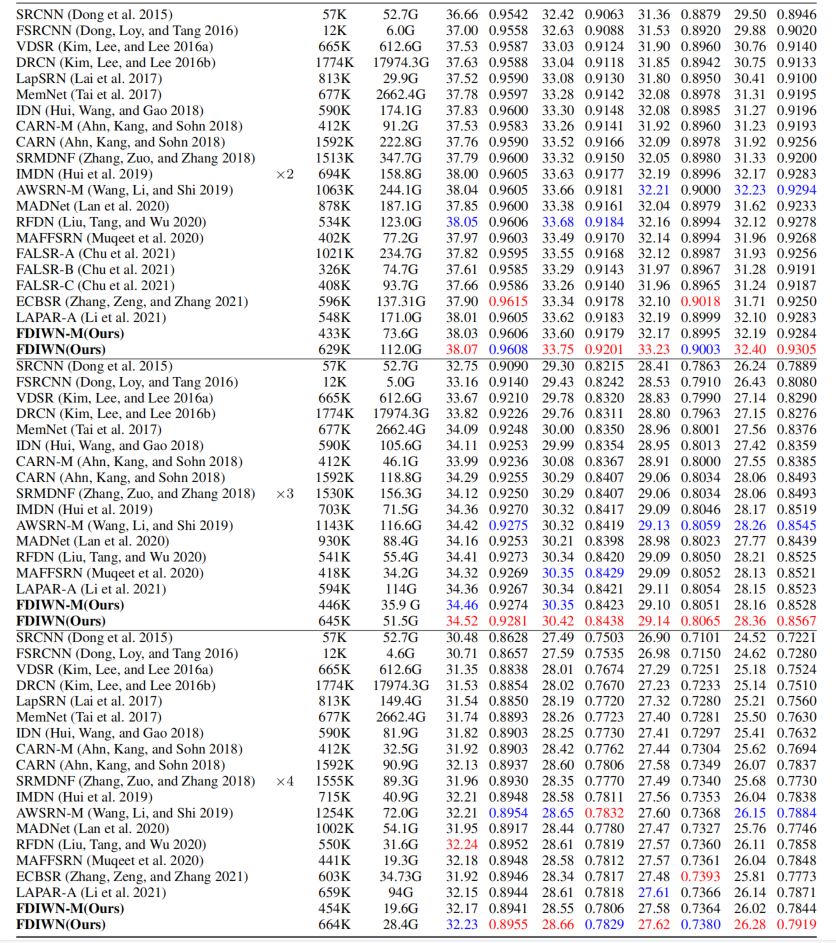 SRCNN (Dong et al. 2015) 57K 52.7G 36.66 0.9542 32.42 0.9063 31.36 0.8879 29.50 0.8946
FSRCNN (Dong, Loy, and Tang 2016) 12K 6.0G 37.00 0.9558 32.63 0.9088 31.53 0.8920 29.88 0.9020
VDSR (Kim, Lee, and Lee 2016a) 665K 612.6G 37.53 0.9587 33.03 0.9124 31.90 0.8960 30.76 0.9140
DRCN (Kim, Lee, and Lee 2016b) 1774K 17974.3G 37.63 0.9588 33.04 0.9118 31.85 0.8942 30.75 0.9133
LapSRN (Lai et al. 2017) 813K 29.9G 37.52 0.9590 33.08 0.9130 31.80 0.8950 30.41 0.9100
MemNet (Tai et al. 2017) 677K 2662.4G 37.78 0.9597 33.28 0.9142 32.08 0.8978 31.31 0.9195
IDN (Hui, Wang, and Gao 2018) 590K 174.1G 37.83 0.9600 33.30 0.9148 32.08 0.8985 31.27 0.9196
CARN-M (Ahn, Kang, and Sohn 2018) 412K 91.2G 37.53 0.9583 33.26 0.9141 31.92 0.8960 31.23 0.9193
CARN (Ahn, Kang, and Sohn 2018) 1592K 222.8G 37.76 0.9590 33.52 0.9166 32.09 0.8978 31.92 0.9256
SRMDNF (Zhang, Zuo, and Zhang 2018) 1513K 347.7G 37.79 0.9600 33.32 0.9150 32.05 0.8980 31.33 0.9200
IMDN (Hui et al. 2019) ×2 694K 158.8G 38.00 0.9605 33.63 0.9177 32.19 0.8996 32.17 0.9283
AWSRN-M (Wang, Li, and Shi 2019) 1063K 244.1G 38.04 0.9605 33.66 0.9181 32.21 0.9000 32.23 0.9294
MADNet (Lan et al. 2020) 878K 187.1G 37.85 0.9600 33.38 0.9161 32.04 0.8979 31.62 0.9233
RFDN (Liu, Tang, and Wu 2020) 534K 123.0G 38.05 0.9606 33.68 0.9184 32.16 0.8994 32.12 0.9278
MAFFSRN (Muqeet et al. 2020) 402K 77.2G 37.97 0.9603 33.49 0.9170 32.14 0.8994 31.96 0.9268
FALSR-A (Chu et al. 2021) 1021K 234.7G 37.82 0.9595 33.55 0.9168 32.12 0.8987 31.93 0.9256
FALSR-B (Chu et al. 2021) 326K 74.7G 37.61 0.9585 33.29 0.9143 31.97 0.8967 31.28 0.9191
FALSR-C (Chu et al. 2021) 408K 93.7G 37.66 0.9586 33.26 0.9140 31.96 0.8965 31.24 0.9187
ECBSR (Zhang, Zeng, and Zhang 2021) 596K 137.31G 37.90 0.9615 33.34 0.9178 32.10 0.9018 31.71 0.9250
LAPAR-A (Li et al. 2021) 548K 171.0G 38.01 0.9605 33.62 0.9183 32.19 0.8999 32.10 0.9283
FDIWN-M(Ours) 433K 73.6G 38.03 0.9606 33.60 0.9179 32.17 0.8995 32.19 0.9284
FDIWN(Ours) 629K 112.0G 38.07 0.9608 33.75 0.9201 33.23 0.9003 32.40 0.9305
SRCNN (Dong et al. 2015) 57K 52.7G 32.75 0.9090 29.30 0.8215 28.41 0.7863 26.24 0.7889
FSRCNN (Dong, Loy, and Tang 2016) 12K 5.0G 33.16 0.9140 29.43 0.8242 28.53 0.7910 26.43 0.8080
VDSR (Kim, Lee, and Lee 2016a) 665K 612.6G 33.67 0.9210 29.78 0.8320 28.83 0.7990 27.14 0.8290
DRCN (Kim, Lee, and Lee 2016b) 1774K 17974.3G 33.82 0.9226 29.76 0.8311 28.80 0.7963 27.15 0.8276
MemNet (Tai et al. 2017) 677K 2662.4G 34.09 0.9248 30.00 0.8350 28.96 0.8001 27.56 0.8376
IDN (Hui, Wang, and Gao 2018) 590K 105.6G 34.11 0.9253 29.99 0.8354 28.95 0.8013 27.42 0.8359
CARN-M (Ahn, Kang, and Sohn 2018) 412K 46.1G 33.99 0.9236 30.08 0.8367 28.91 0.8000 27.55 0.8385
CARN (Ahn, Kang, and Sohn 2018) 1592K 118.8G 34.29 0.9255 30.29 0.8407 29.06 0.8034 28.06 0.8493
SRMDNF (Zhang, Zuo, and Zhang 2018) ×3 1530K 156.3G 34.12 0.9250 30.29 0.8407 29.06 0.8034 28.06 0.8493
IMDN (Hui et al. 2019) 703K 71.5G 34.36 0.9270 30.32 0.8417 29.09 0.8046 28.17 0.8519
AWSRN-M (Wang, Li, and Shi 2019) 1143K 116.6G 34.42 0.9275 30.32 0.8419 29.13 0.8059 28.26 0.8545
MADNet (Lan et al. 2020) 930K 88.4G 34.16 0.9253 30.21 0.8398 28.98 0.8023 27.77 0.8439
RFDN (Liu, Tang, and Wu 2020) 541K 55.4G 34.41 0.9273 30.34 0.8420 29.09 0.8050 28.21 0.8525
MAFFSRN (Muqeet et al. 2020) 418K 34.2G 34.32 0.9269 30.35 0.8429 29.09 0.8052 28.13 0.8521
LAPAR-A (Li et al. 2021) 594K 114G 34.36 0.9267 30.34 0.8421 29.11 0.8054 28.15 0.8523
FDIWN-M(Ours) 446K 35.9 G 34.46 0.9274 30.35 0.8423 29.10 0.8051 28.16 0.8528
FDIWN(Ours) 645K 51.5G 34.52 0.9281 30.42 0.8438 29.14 0.8065 28.36 0.8567
SRCNN (Dong et al. 2015) 57K 52.7G 30.48 0.8628 27.49 0.7503 26.90 0.7101 24.52 0.7221
FSRCNN (Dong, Loy, and Tang 2016) 12K 4.6G 30.71 0.8657 27.59 0.7535 26.98 0.7150 24.62 0.7280
VDSR (Kim, Lee, and Lee 2016a) 665K 612.6G 31.35 0.8838 28.01 0.7674 27.29 0.7251 25.18 0.7524
DRCN (Kim, Lee, and Lee 2016b) 1774K 17974.3G 31.53 0.8854 28.02 0.7670 27.23 0.7233 25.14 0.7510
LapSRN (Lai et al. 2017) 813K 149.4G 31.54 0.8850 28.19 0.7720 27.32 0.7280 25.21 0.7560
MemNet (Tai et al. 2017) 677K 2662.4G 31.74 0.8893 28.26 0.7723 27.40 0.7281 25.50 0.7630
IDN (Hui, Wang, and Gao 2018) 590K 81.9G 31.82 0.8903 28.25 0.7730 27.41 0.7297 25.41 0.7632
CARN-M (Ahn, Kang, and Sohn 2018) 412K 32.5G 31.92 0.8903 28.42 0.7762 27.44 0.7304 25.62 0.7694
CARN (Ahn, Kang, and Sohn 2018) 1592K 90.9G 32.13 0.8937 28.60 0.7806 27.58 0.7349 26.07 0.7837
SRMDNF (Zhang, Zuo, and Zhang 2018) ×4 1555K 89.3G 31.96 0.8930 28.35 0.7770 27.49 0.7340 25.68 0.7730
IMDN (Hui et al. 2019) 715K 40.9G 32.21 0.8948 28.58 0.7811 27.56 0.7353 26.04 0.7838
AWSRN-M (Wang, Li, and Shi 2019) 1254K 72.0G 32.21 0.8954 28.65 0.7832 27.60 0.7368 26.15 0.7884
MADNet (Lan et al. 2020) 1002K 54.1G 31.95 0.8917 28.44 0.7780 27.47 0.7327 25.76 0.7746
RFDN (Liu, Tang, and Wu 2020) 550K 31.6G 32.24 0.8952 28.61 0.7819 27.57 0.7360 26.11 0.7858
MAFFSRN (Muqeet et al. 2020) 441K 19.3G 32.18 0.8948 28.58 0.7812 27.57 0.7361 26.04 0.7848
ECBSR (Zhang, Zeng, and Zhang 2021) 603K 34.73G 31.92 0.8946 28.34 0.7817 27.48 0.7393 25.81 0.7773
LAPAR-A (Li et al. 2021) 659K 94G 32.15 0.8944 28.61 0.7818 27.61 0.7366 26.14 0.7871
FDIWN-M(Ours) 454K 19.6G 32.17 0.8941 28.55 0.7806 27.58 0.7364 26.02 0.7844
FDIWN(Ours) 664K 28.4G 32.23 0.8955 28.66 0.7829 27.62 0.7380 26.28 0.7919